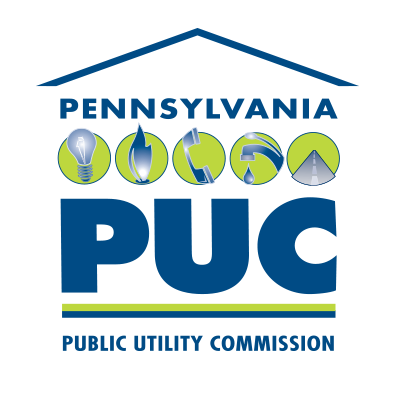 PENNSYLVANIA
PUC
PUBLIC UTILITY COMMISSION